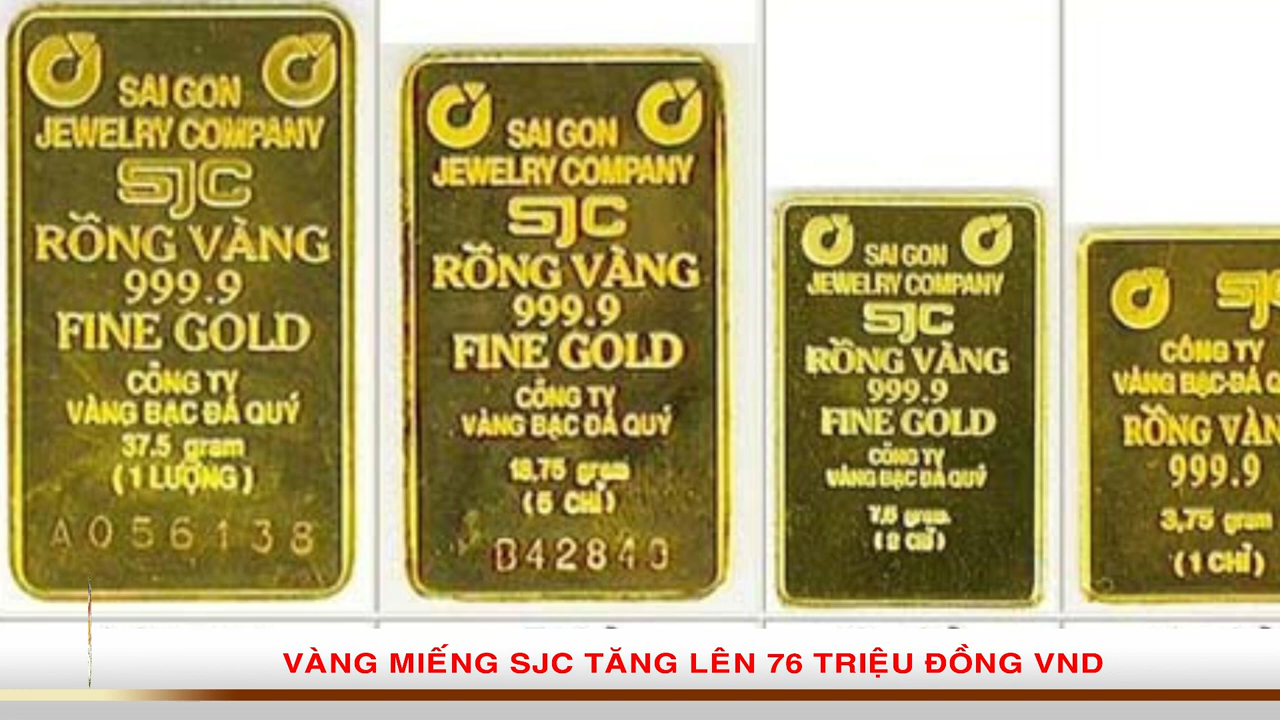 SAI GON
JEWELRY COMPANY
SJC
RỒNG VÀNG
999.9
FINE GOLD
CÔNG TY
VÀNG BẠC ĐÁ QUÝ
37.5 gram
(1 LƯỢNG)
A056138
SAI GON
JEWELRY COMPANY
SJC
RỒNG VÀNG
999.9
FINE GOLD
CÔNG TY
VÀNG BẠC ĐÁ QUÝ
18,75 gram
(5 CHỈ)
SAI GON
JEWELRY COMPANY
SJC
RỒNG VÀNG
999.9
FINE GOLD
CÔNG TY
VÀNG BẠC ĐÁ QUÝ
7,5 gram
(2 CHỈ)
CÔNG TY
VÀNG BẠC ĐÁ
RỒNG
999.9
3,75 gram
(1 CHỈ)
VÀNG MIẾNG SJC TĂNG LÊN 76 TRIỆU ĐỒNG VND